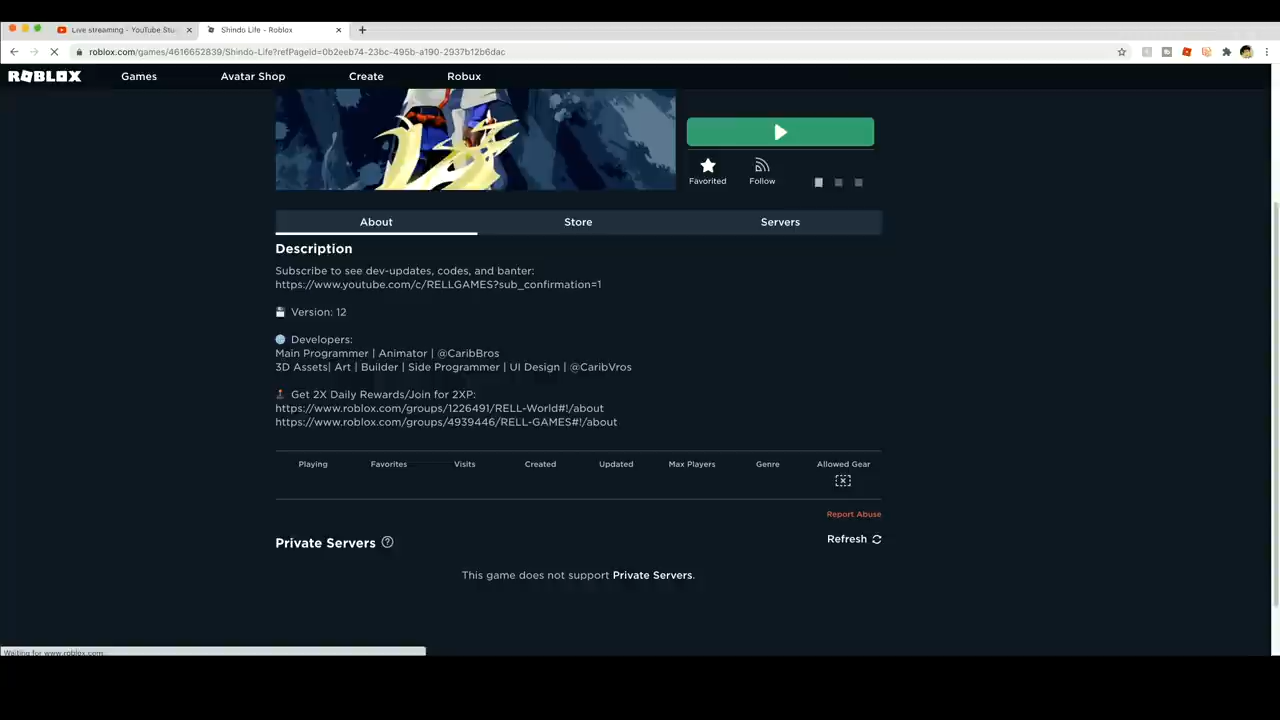 Live streaming - YouTube Stu
Shindo Life - Roblox
roblox.com/games/4616652839/Shindo-Life?refPageId=0b2eeb74-23bc-495b-a190-2937b12b6dac
ROBLOX Games Avatar Shop Create Robux
Favorited Follow
About Store Servers
Description
Subscribe to see dev-updates, codes, and banter:
https://www.youtube.com/c/RELLGAMES?sub_confirmation=1
Version: 12
Developers:
Main Programmer | Animator | @CaribBros
3D Assets| Art | Builder | Side Programmer | UI Design | @CaribVros
Get 2X Daily Rewards/Join for 2XP:
https://www.roblox.com/groups/1226491/RELL-World#!/about
https://www.roblox.com/groups/4939446/RELL-GAMES#!/about
Playing Favorites Visits Created Updated Max Players Genre Allowed Gear
Report Abuse
Private Servers Refresh
This game does not support Private Servers.
Waiting for www.roblox.com...